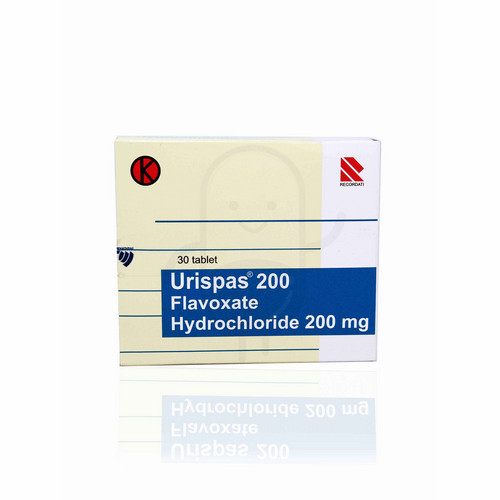 K
RECORDATI
30 tablet
Urispas® 200
Flavoxate
Hydrochloride 200 mg